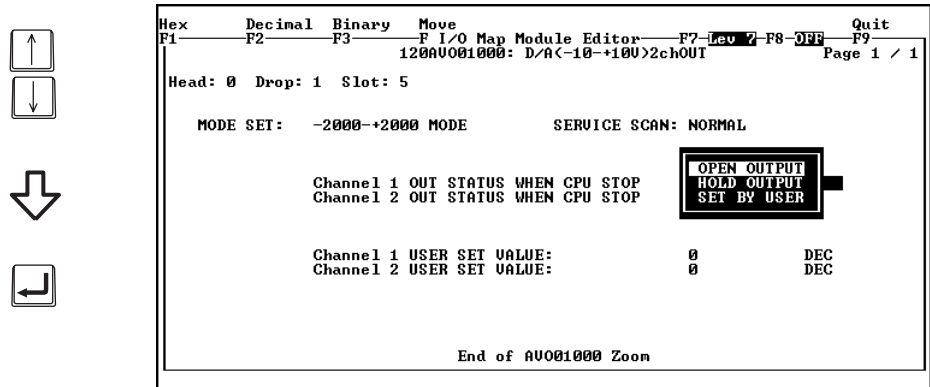 Hex Decimal Binary Move Quit
F1 F2 F3 F I/O Map Module Editor F7-Lev 7-F8-OFF F9
120AVO01000: D/A(-10-+10V)2chOUT Page 1 / 1
Head: 0 Drop: 1 Slot: 5
MODE SET: -2000-+2000 MODE SERVICE SCAN: NORMAL
OPEN OUTPUT
Channel 1 OUT STATUS WHEN CPU STOP HOLD OUTPUT
Channel 2 OUT STATUS WHEN CPU STOP SET BY USER
Channel 1 USER SET VALUE: 0 DEC
Channel 2 USER SET VALUE: 0 DEC
End of AVO01000 Zoom